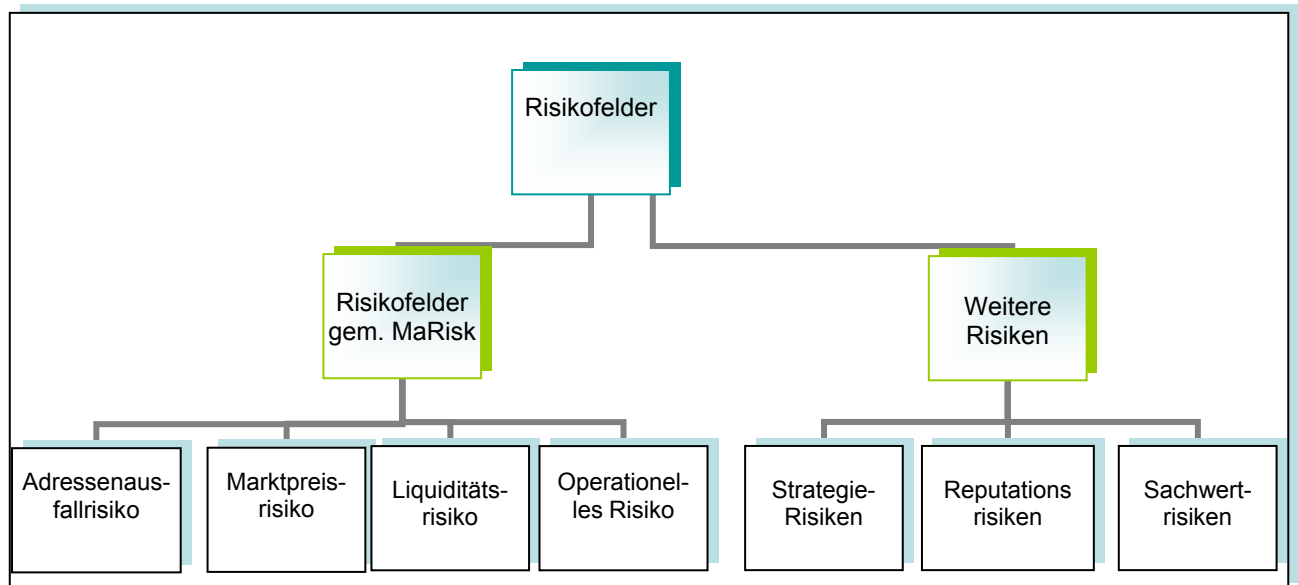 Risikofelder
Risikofelder
gem. MaRisk
Weitere
Risiken
Adressenaus-
fallrisiko
Marktpreis-
risiko
Liquiditäts-
risiko
Operationel-
les Risiko
Strategie-
Risiken
Reputations
risiken
Sachwert-
risiken